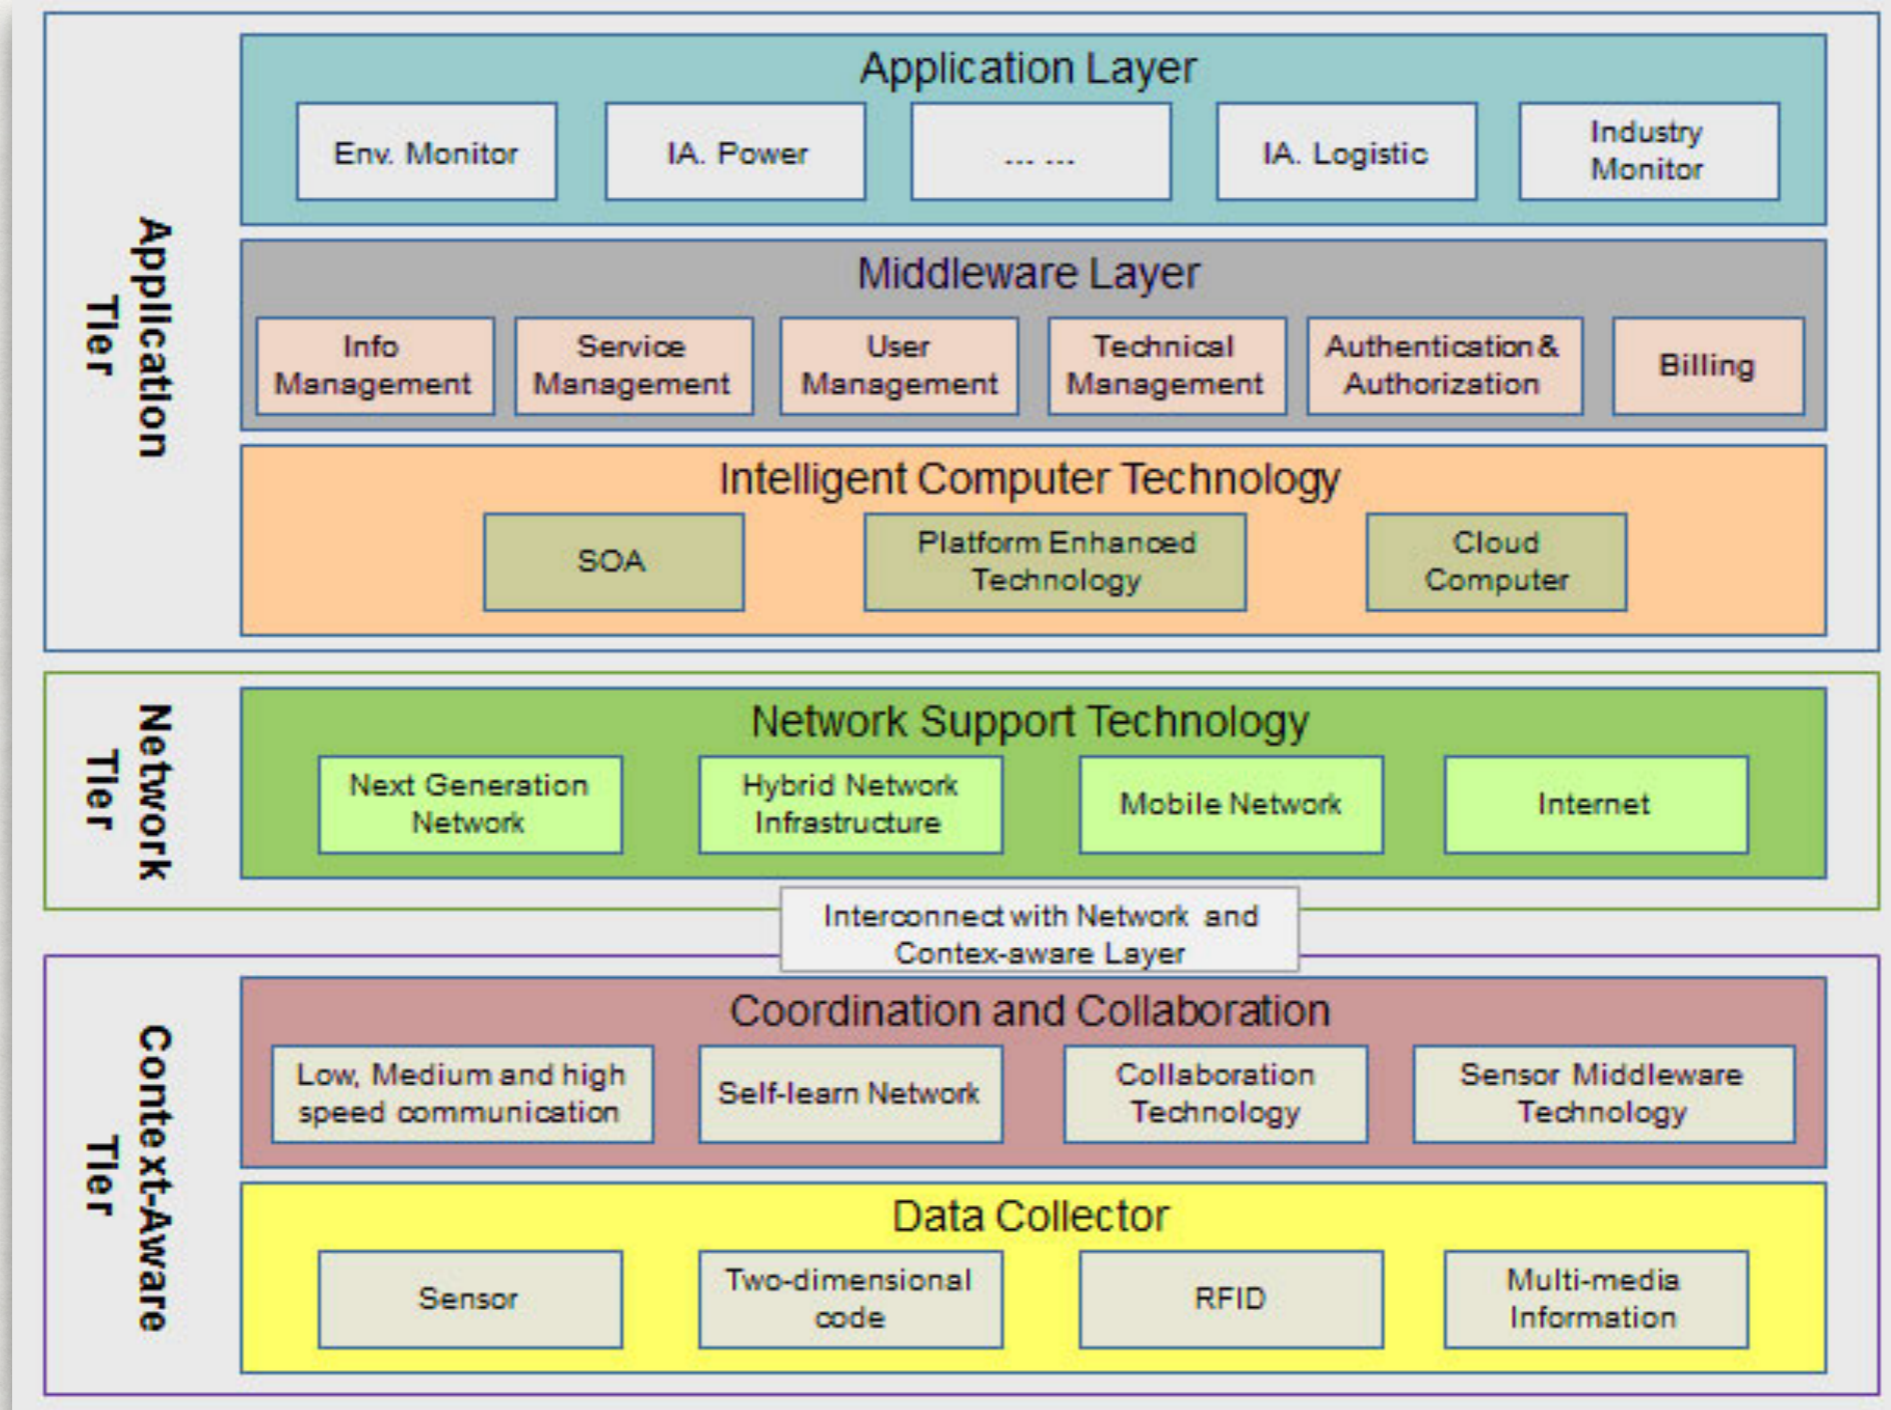 Application Tier
Application Layer
Env. Monitor
IA. Power
... ...
IA. Logistic
Industry
Monitor
Middleware Layer
Info
Management
Service
Management
User
Management
Technical
Management
Authentication &
Authorization
Billing
Intelligent Computer Technology
SOA
Platform Enhanced
Technology
Cloud
Computer
Network Tier
Network Support Technology
Next Generation
Network
Hybrid Network
Infrastructure
Mobile Network
Internet
Interconnect with Network and
Contex-aware Layer
Context-Aware Tier
Coordination and Collaboration
Low, Medium and high
speed communication
Self-learn Network
Collaboration
Technology
Sensor Middleware
Technology
Data Collector
Sensor
Two-dimensional
code
RFID
Multi-media
Information